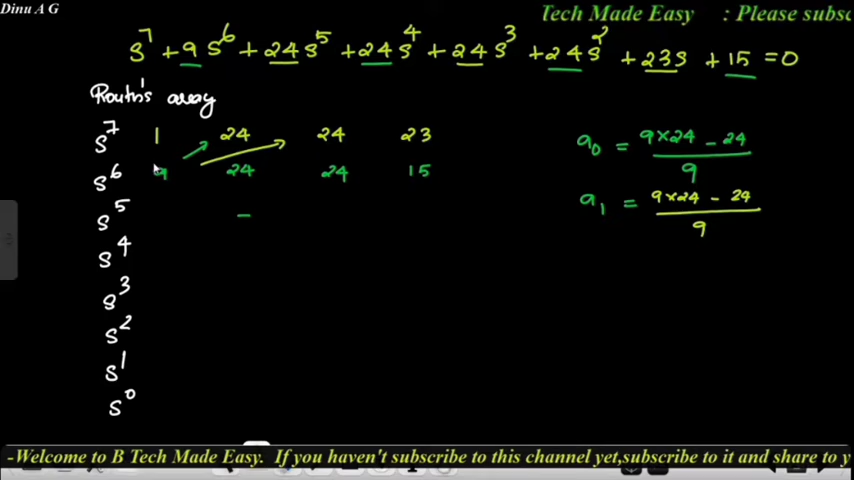 Dinu A G
Tech Made Easy : Please subsc
s⁷ + 9s⁶ + 24s⁵ + 24s⁴ + 24s³ + 24s² + 23s + 15 = 0
Routh's array
s⁷ 1 24 24 23
s⁶ 9 24 24 15
s⁵ –
s⁴
s³
s²
s¹
s⁰
a₀ = 9×24 – 24
9
a₁ = 9×24 – 24
9
-Welcome to B Tech Made Easy. If you haven't subscribe to this channel yet,subscribe to it and share to y